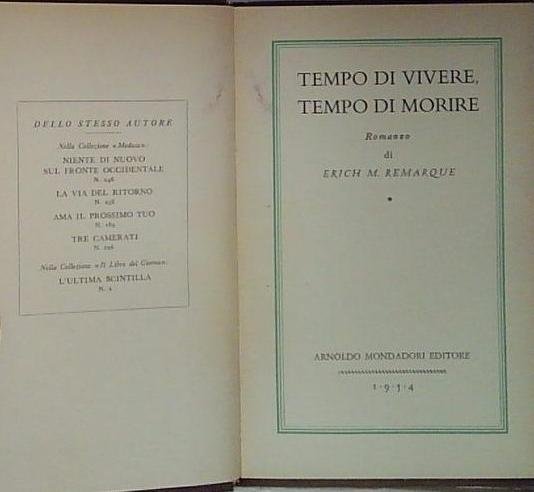 DELLO STESSO AUTORE
Nella Collezione «Medusa»:
NIENTE DI NUOVO
SUL FRONTE OCCIDENTALE
N.
LA VIA DEL RITORNO
N.
AMA IL PROSSIMO TUO
N.
TRE CAMERATI
N.
Nella Collezione «Il Libro del Giorno»:
L'ULTIMA SCINTILLA
N.
TEMPO DI VIVERE,
TEMPO DI MORIRE
Romanzo
di
ERICH M. REMARQUE
ARNOLDO MONDADORI EDITORE
1·9·5·4